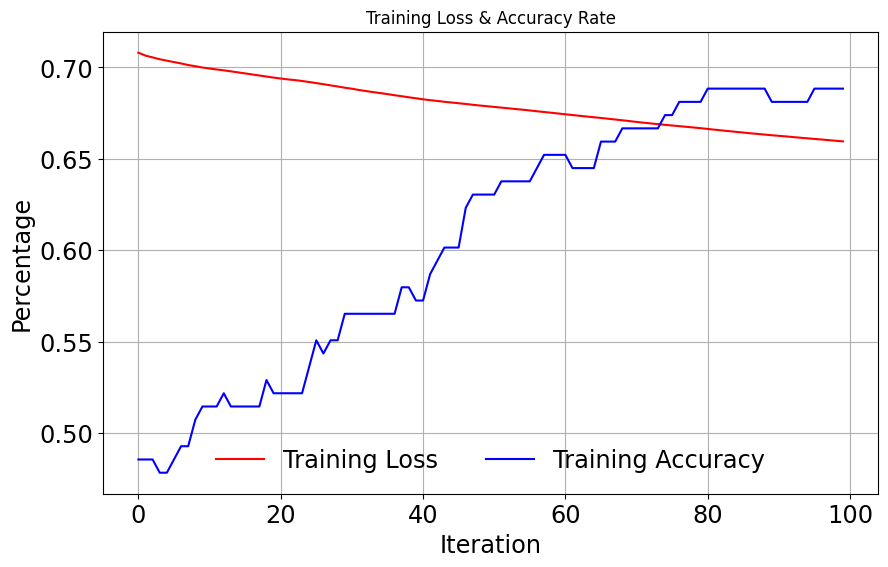 Training Loss & Accuracy Rate
Percentage
0.70
0.65
0.60
0.55
0.50
Training Loss
Training Accuracy
0 20 40 60 80 100
Iteration